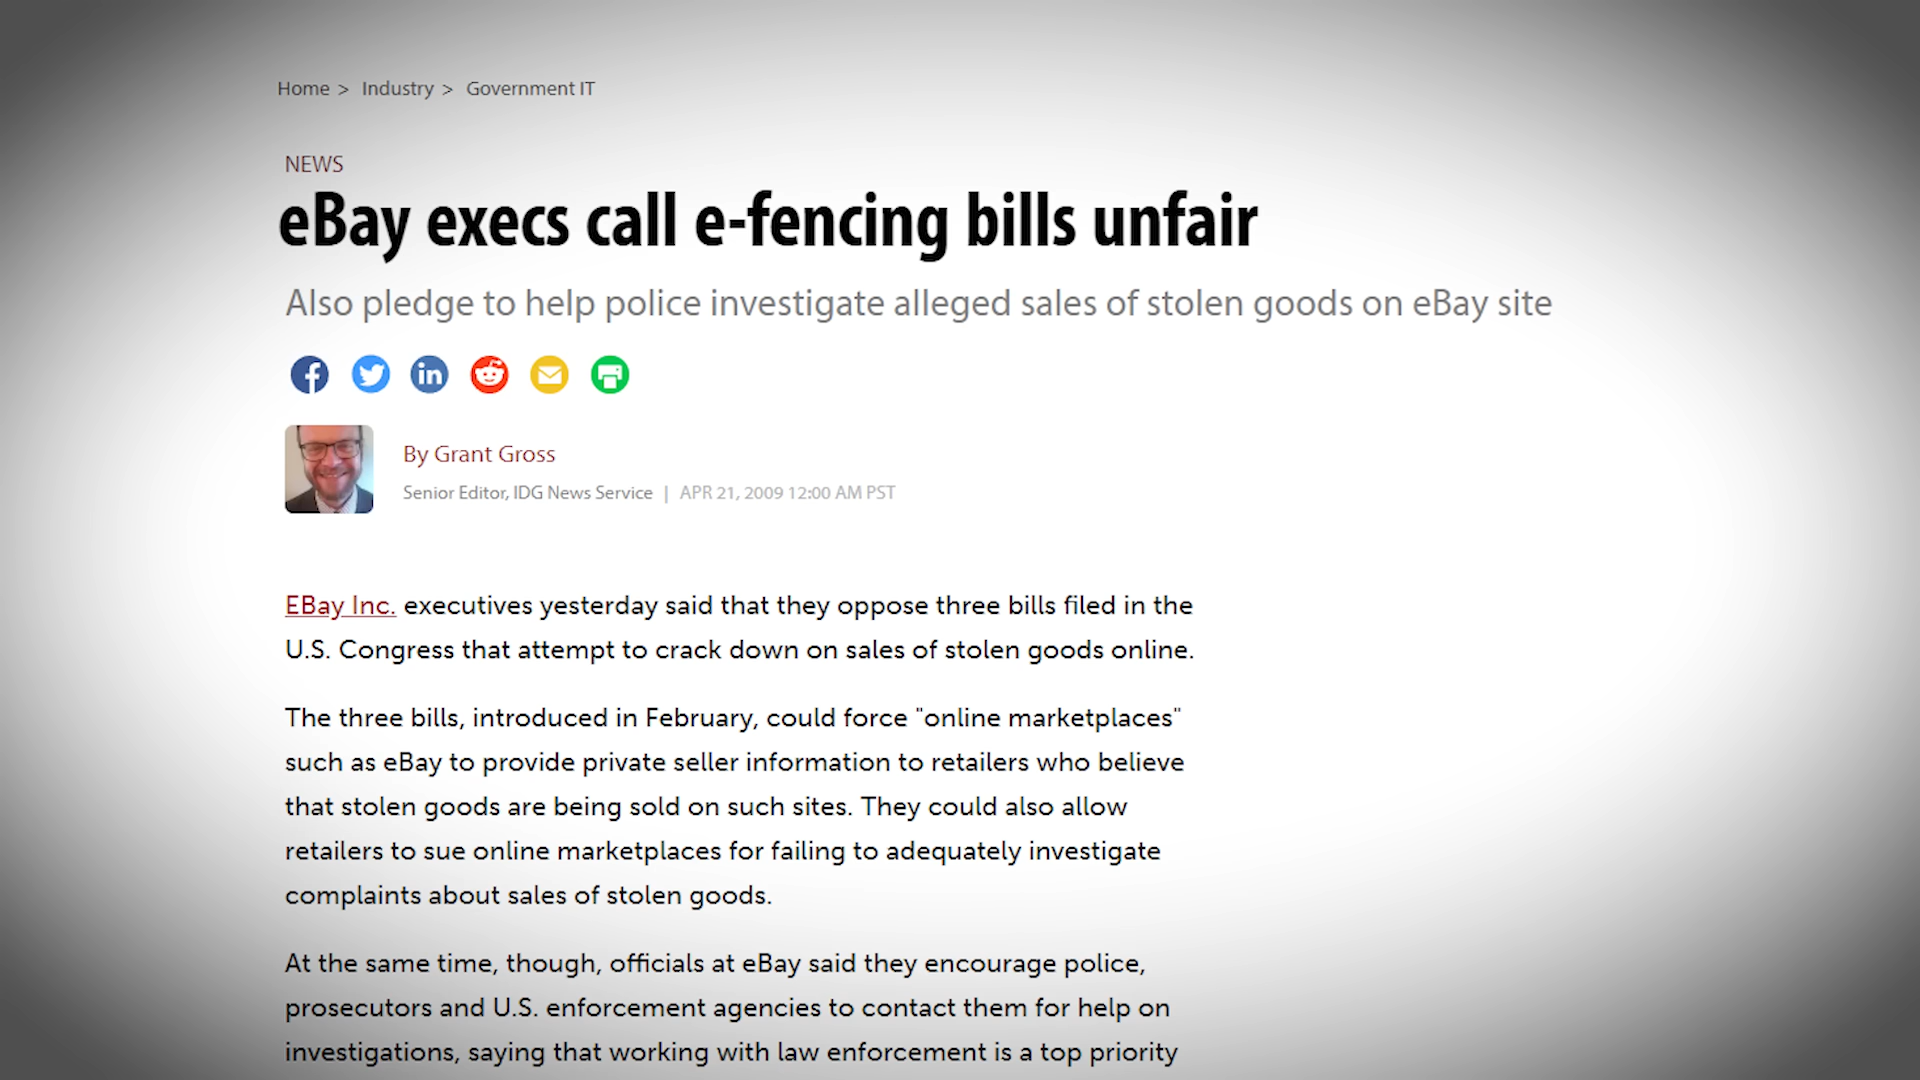 Home > Industry > Government IT
NEWS
eBay execs call e-fencing bills unfair
Also pledge to help police investigate alleged sales of stolen goods on eBay site
By Grant Gross
Senior Editor, IDG News Service | APR 21, 2009 12:00 AM PST
EBay Inc. executives yesterday said that they oppose three bills filed in the
U.S. Congress that attempt to crack down on sales of stolen goods online.
The three bills, introduced in February, could force "online marketplaces"
such as eBay to provide private seller information to retailers who believe
that stolen goods are being sold on such sites. They could also allow
retailers to sue online marketplaces for failing to adequately investigate
complaints about sales of stolen goods.
At the same time, though, officials at eBay said they encourage police,
prosecutors and U.S. enforcement agencies to contact them for help on
investigations, saying that working with law enforcement is a top priority